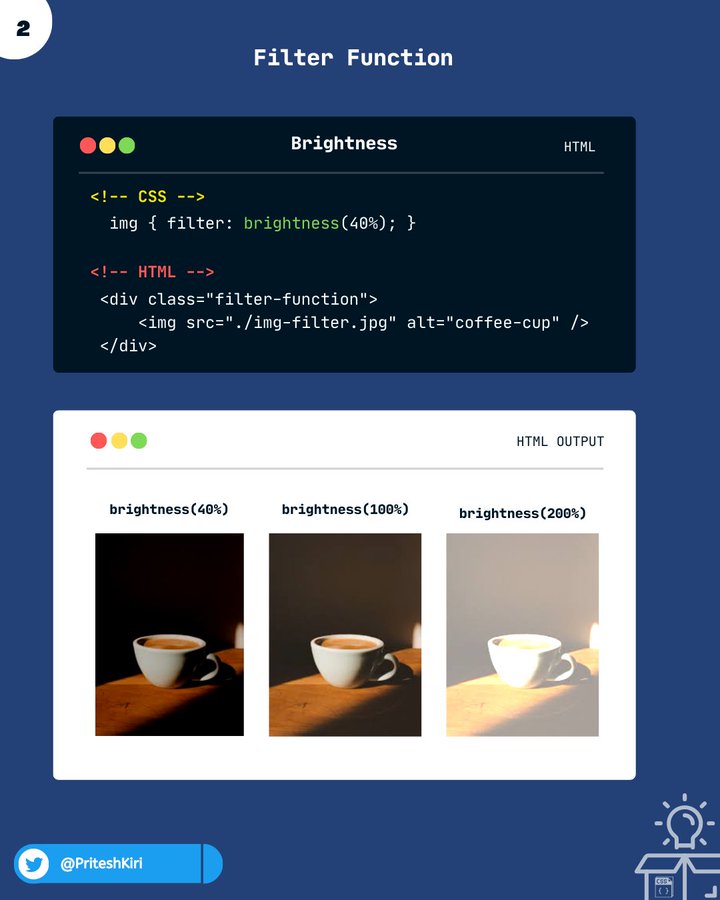 2
Filter Function
Brightness
HTML
<!-- CSS -->
img { filter: brightness(40%); }
<!-- HTML -->
<div class="filter-function">
<img src="./img-filter.jpg" alt="coffee-cup" />
</div>
HTML OUTPUT
brightness(40%)
brightness(100%)
brightness(200%)
@PriteshKiri
CSS
{ }